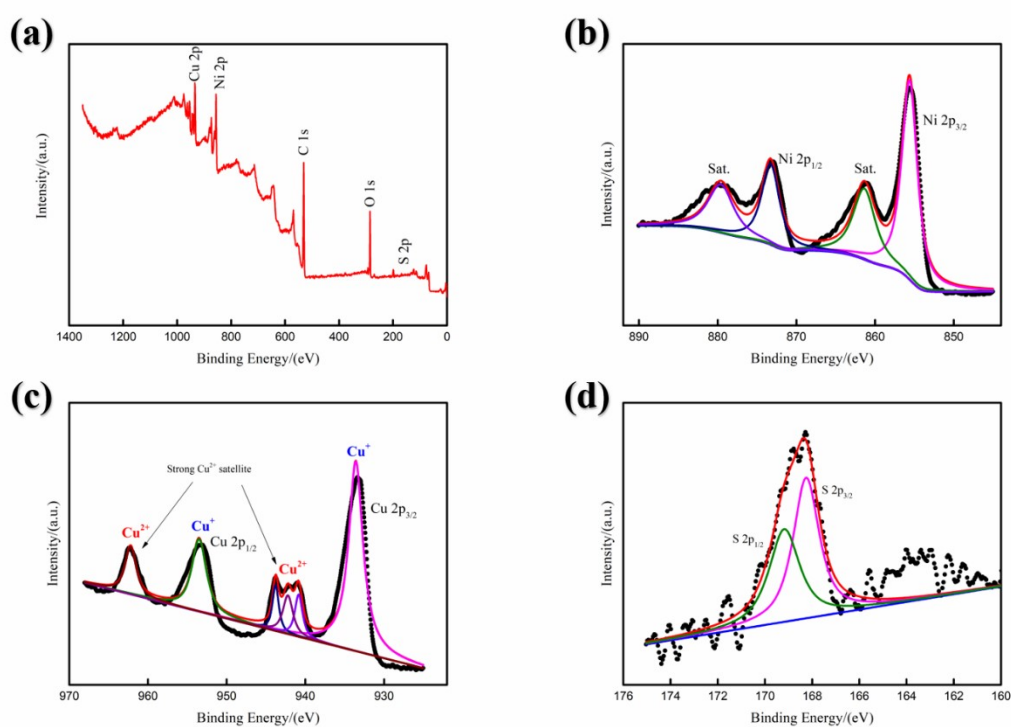 (a)
Intensity/(a.u.)
Cu 2p
Ni 2p
C 1s
O 1s
S 2p
1400 1200 1000 800 600 400 200 0
Binding Energy/(eV)
(b)
Intensity/(a.u.)
Sat.
Ni 2p1/2
Sat.
Ni 2p3/2
890 880 870 860 850
Binding Energy/(eV)
(c)
Intensity/(a.u.)
Strong Cu2+ satellite
Cu+
Cu2+
Cu+
Cu 2p1/2
Cu2+
Cu 2p3/2
970 960 950 940 930
Binding Energy/(eV)
(d)
Intensity/(a.u.)
S 2p3/2
S 2p1/2
176 174 172 170 168 166 164 162 160
Binding Energy/(eV)